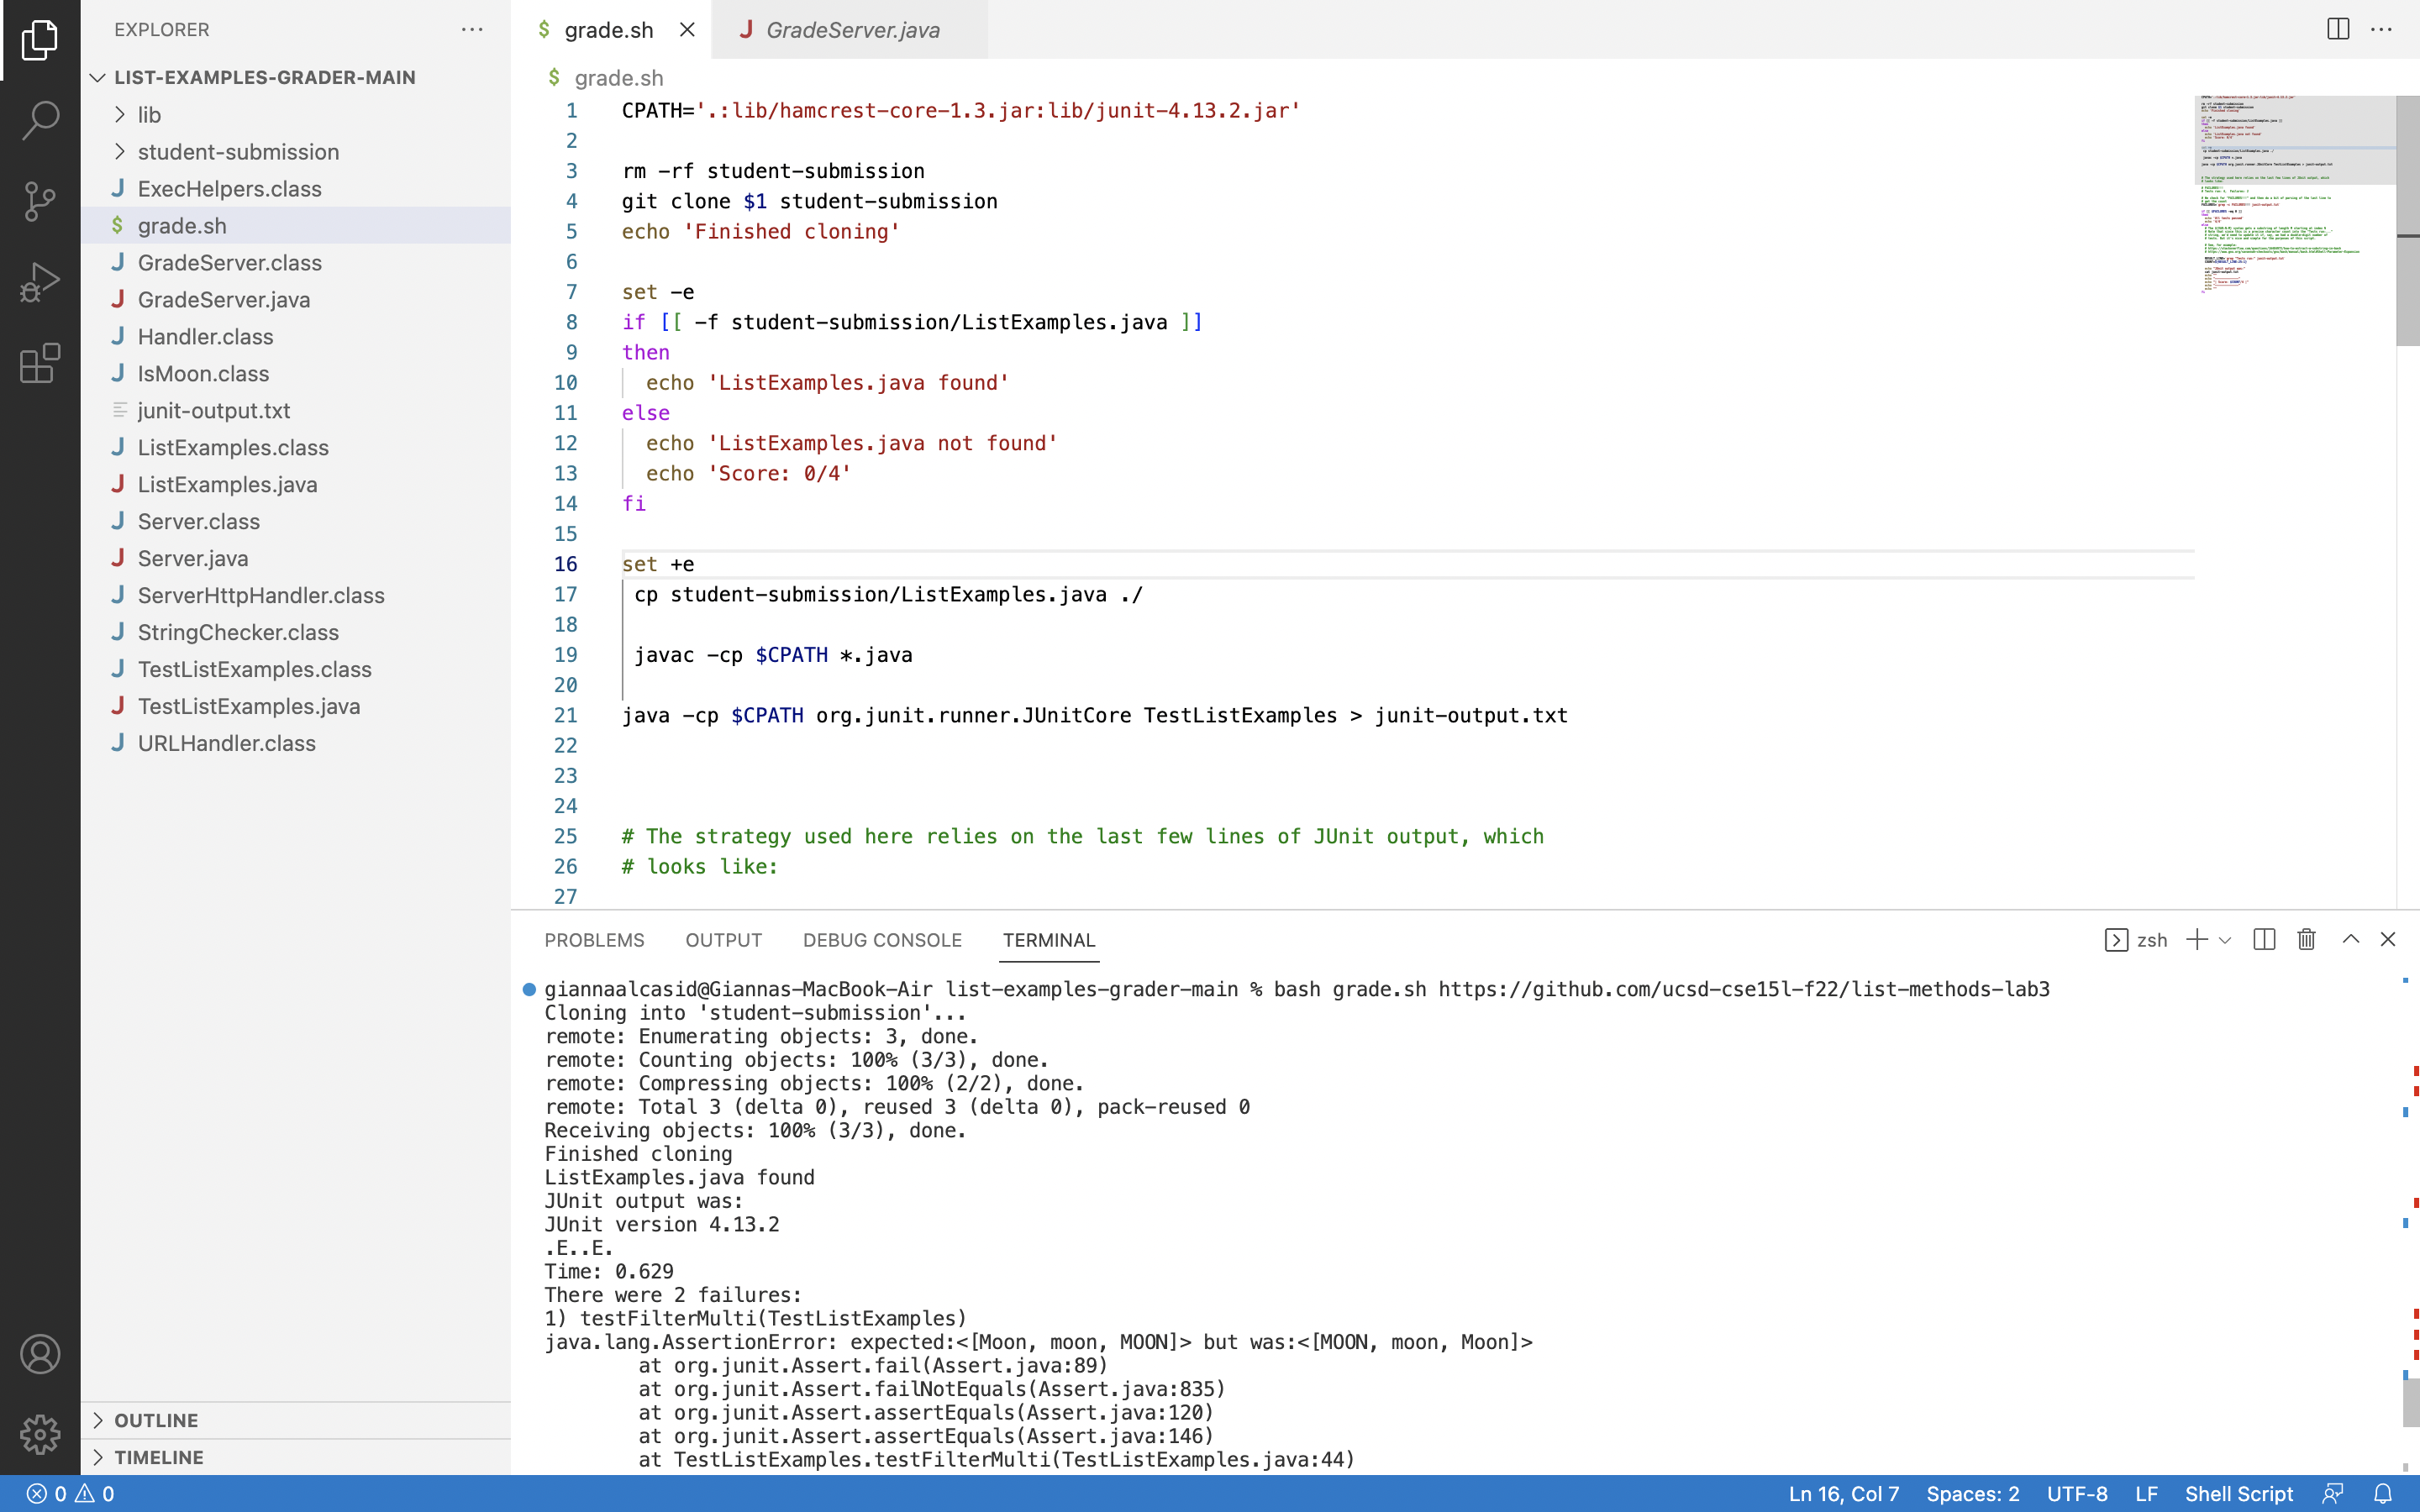 EXPLORER
LIST-EXAMPLES-GRADER-MAIN
lib
student-submission
ExecHelpers.class
grade.sh
GradeServer.class
GradeServer.java
Handler.class
IsMoon.class
junit-output.txt
ListExamples.class
ListExamples.java
Server.class
Server.java
ServerHttpHandler.class
StringChecker.class
TestListExamples.class
TestListExamples.java
URLHandler.class
OUTLINE
TIMELINE
$ grade.sh
J GradeServer.java
$ grade.sh
1 CPATH='.:lib/hamcrest-core-1.3.jar:lib/junit-4.13.2.jar'
2
3 rm -rf student-submission
4 git clone $1 student-submission
5 echo 'Finished cloning'
6
7 set -e
8 if [[ -f student-submission/ListExamples.java ]]
9 then
10 echo 'ListExamples.java found'
11 else
12 echo 'ListExamples.java not found'
13 echo 'Score: 0/4'
14 fi
15
16 set +e
17 cp student-submission/ListExamples.java ./
18
19 javac -cp $CPATH *.java
20
21 java -cp $CPATH org.junit.runner.JUnitCore TestListExamples > junit-output.txt
22
23
24
25 # The strategy used here relies on the last few lines of JUnit output, which
26 # looks like:
27
PROBLEMS OUTPUT DEBUG CONSOLE TERMINAL
zsh
giannaalcasid@Giannas-MacBook-Air list-examples-grader-main % bash grade.sh https://github.com/ucsd-cse15l-f22/list-methods-lab3
Cloning into 'student-submission'...
remote: Enumerating objects: 3, done.
remote: Counting objects: 100% (3/3), done.
remote: Compressing objects: 100% (2/2), done.
remote: Total 3 (delta 0), reused 3 (delta 0), pack-reused 0
Receiving objects: 100% (3/3), done.
Finished cloning
ListExamples.java found
JUnit output was:
JUnit version 4.13.2
.E..E.
Time: 0.629
There were 2 failures:
1) testFilterMulti(TestListExamples)
java.lang.AssertionError: expected:<[Moon, moon, MOON]> but was:<[MOON, moon, Moon]>
at org.junit.Assert.fail(Assert.java:89)
at org.junit.Assert.failNotEquals(Assert.java:835)
at org.junit.Assert.assertEquals(Assert.java:120)
at org.junit.Assert.assertEquals(Assert.java:146)
at TestListExamples.testFilterMulti(TestListExamples.java:44)
0 0
Ln 16, Col 7 Spaces: 2 UTF-8 LF Shell Script